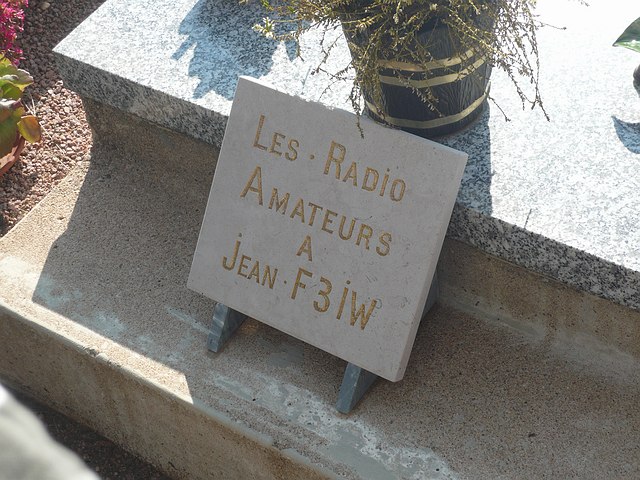 Les · Radio
Amateurs
A
Jean · F3iW